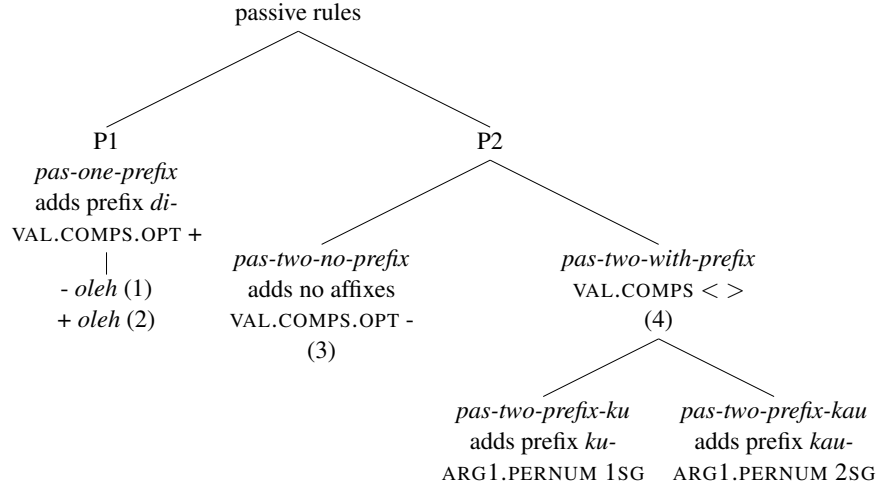 passive rules
P1
pas-one-prefix
adds prefix di-
VAL.COMPS.OPT +
- oleh (1)
+ oleh (2)
P2
pas-two-no-prefix
adds no affixes
VAL.COMPS.OPT -
(3)
pas-two-with-prefix
VAL.COMPS < >
(4)
pas-two-prefix-ku
adds prefix ku-
ARG1.PERNUM 1SG
pas-two-prefix-kau
adds prefix kau-
ARG1.PERNUM 2SG